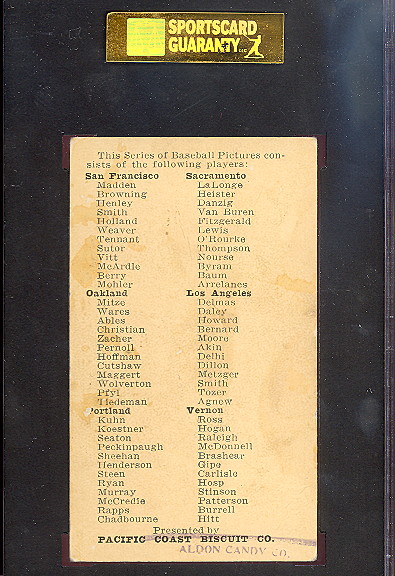 SPORTSCARD
GUARANTY LLC
This Series of Baseball Pictures con-
sists of the following players:
San Francisco Sacramento
Madden LaLonge
Browning Heister
Henley Danzig
Smith Van Buren
Holland Fitzgerald
Weaver Lewis
Tennant O'Rourke
Sutor Thompson
Vitt Nourse
McArdle Byram
Berry Baum
Mohler Arrelanes
Oakland Los Angeles
Mitze Delmas
Wares Daley
Ables Howard
Christian Bernard
Zacher Moore
Pernoll Akin
Hoffman Delhi
Cutshaw Dillon
Maggert Metzger
Wolverton Smith
Pfyl Tozer
Tiedeman Agnew
Portland Vernon
Kuhn Ross
Koestner Hogan
Seaton Raleigh
Peckinpaugh McDonnell
Sheehan Brashear
Henderson Gipe
Steen Carlisle
Ryan Hosp
Murray Stinson
McCredie Patterson
Rapps Burrell
Chadbourne Hitt
Presented by
PACIFIC COAST BISCUIT CO.
ALDON CANDY CO.